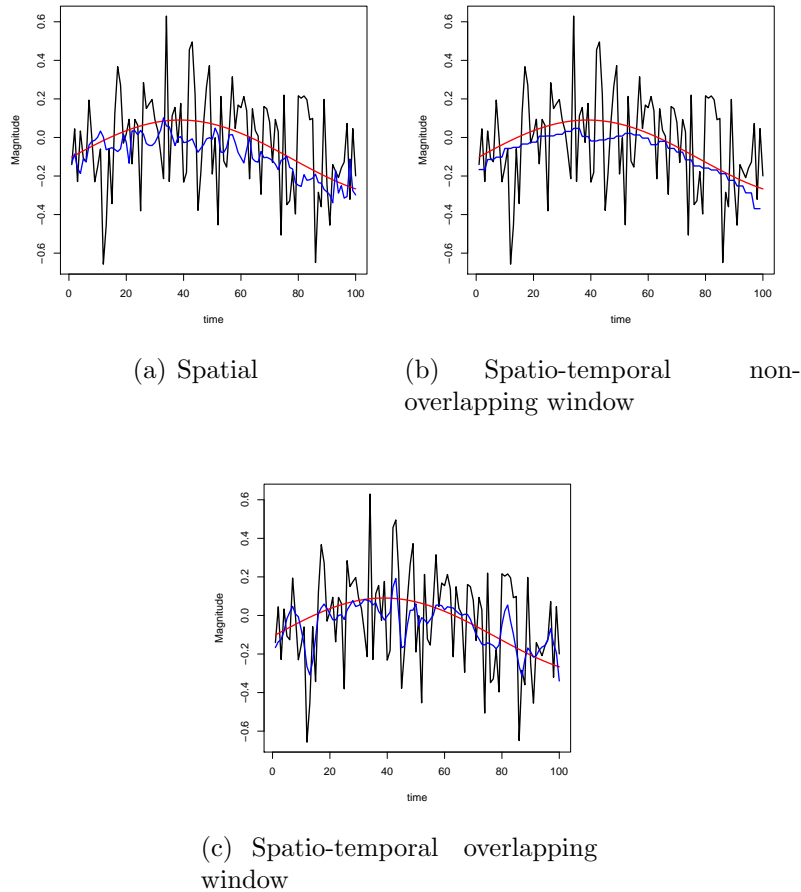 0.6
0.4
0.2
0.0
−0.2
−0.4
−0.6
Magnitude
0 20 40 60 80 100
time
(a) Spatial
0.6
0.4
0.2
0.0
−0.2
−0.4
−0.6
Magnitude
0 20 40 60 80 100
time
(b) Spatio-temporal non-
overlapping window
0.6
0.4
0.2
0.0
−0.2
−0.4
−0.6
Magnitude
0 20 40 60 80 100
time
(c) Spatio-temporal overlapping
window